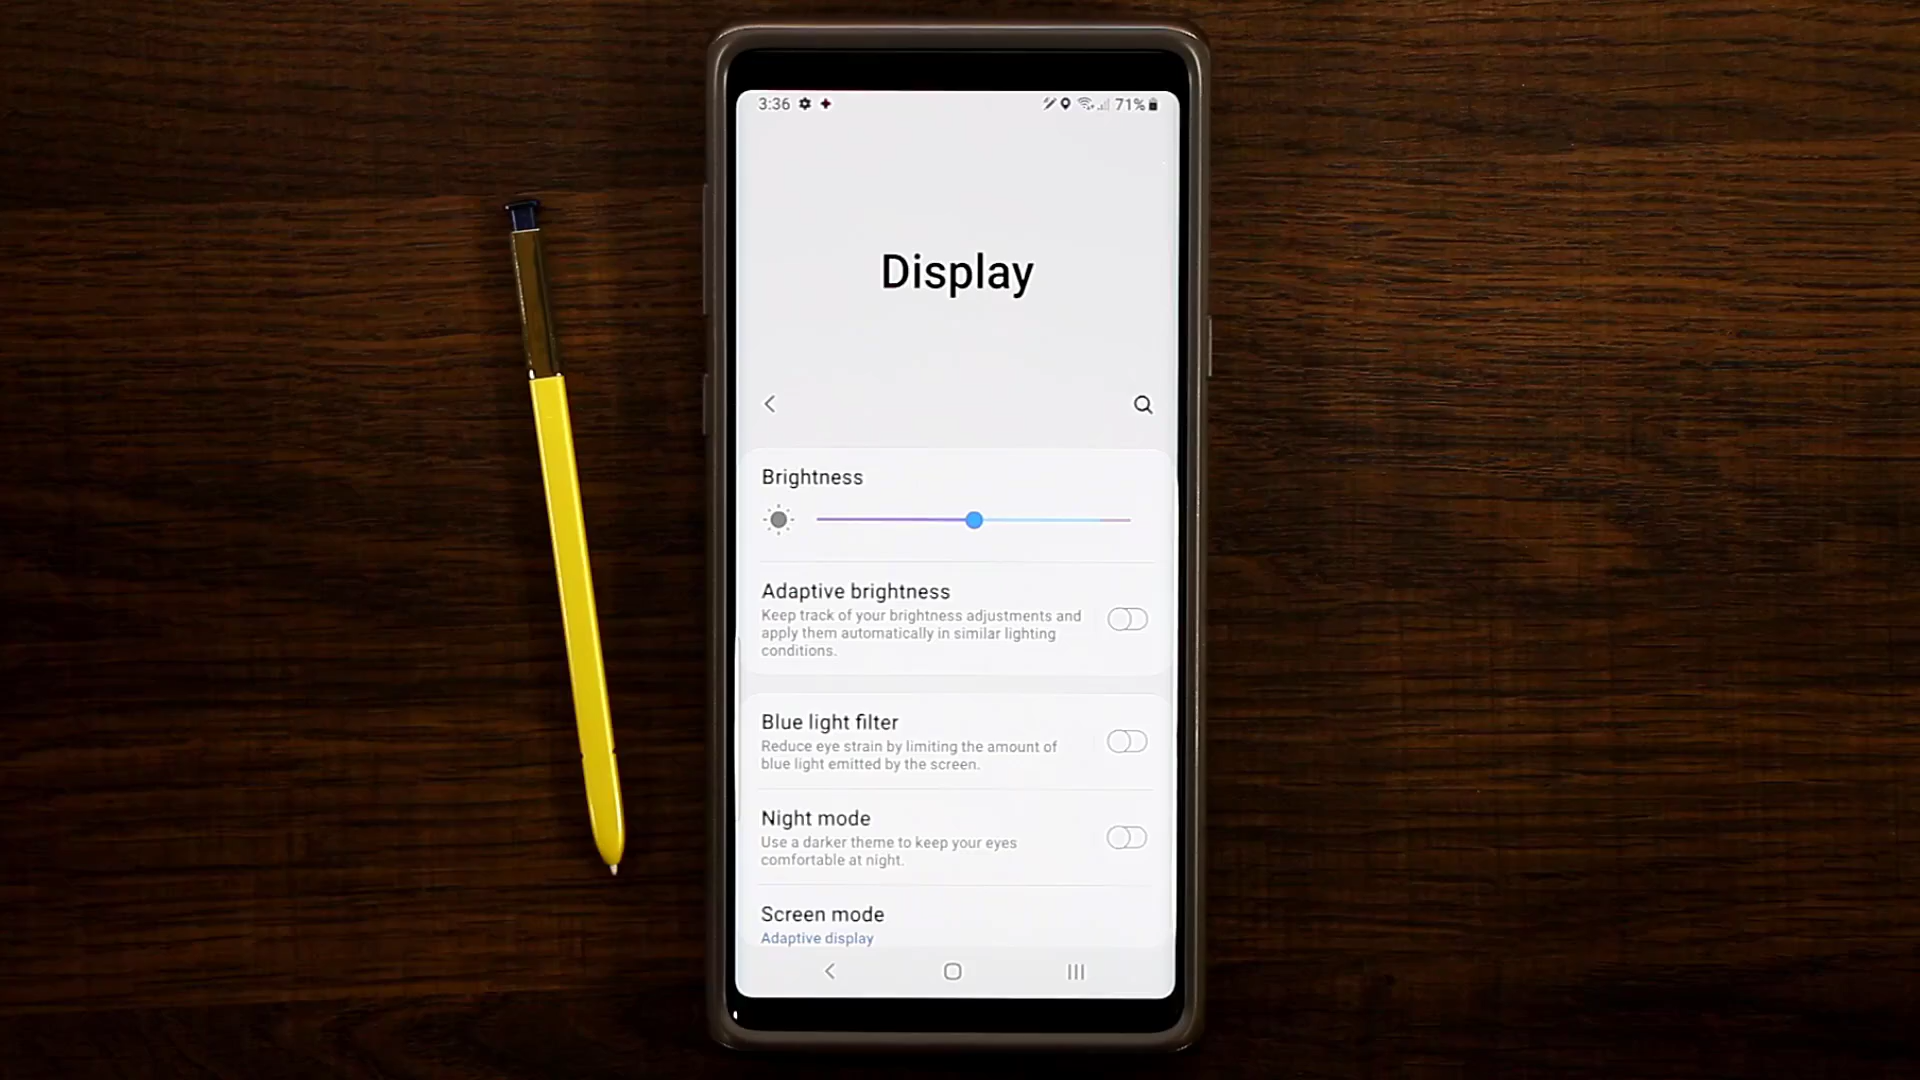 3:36 71%
Display
Brightness
Adaptive brightness
Keep track of your brightness adjustments and
apply them automatically in similar lighting
conditions.
Blue light filter
Reduce eye strain by limiting the amount of
blue light emitted by the screen.
Night mode
Use a darker theme to keep your eyes
comfortable at night.
Screen mode
Adaptive display